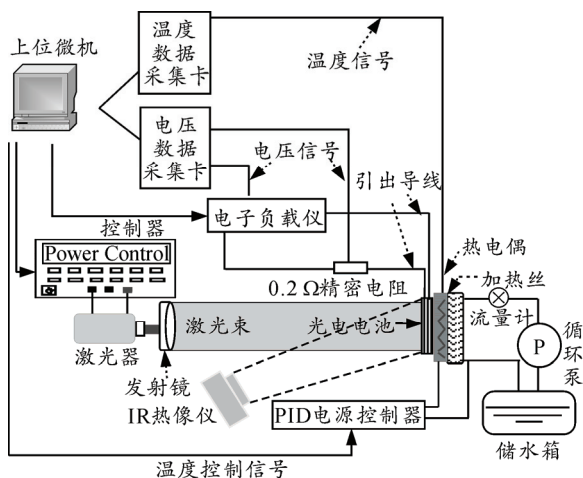 上位微机
温度
数据
采集卡
温度信号
电压
数据
采集卡
电压信号
引出导线
电子负载仪
控制器
Power Control
0.2 Ω精密电阻
热电偶
加热丝
流量计
P
循环泵
激光束
光电电池
激光器
发射镜
IR热像仪
PID电源控制器
储水箱
温度控制信号